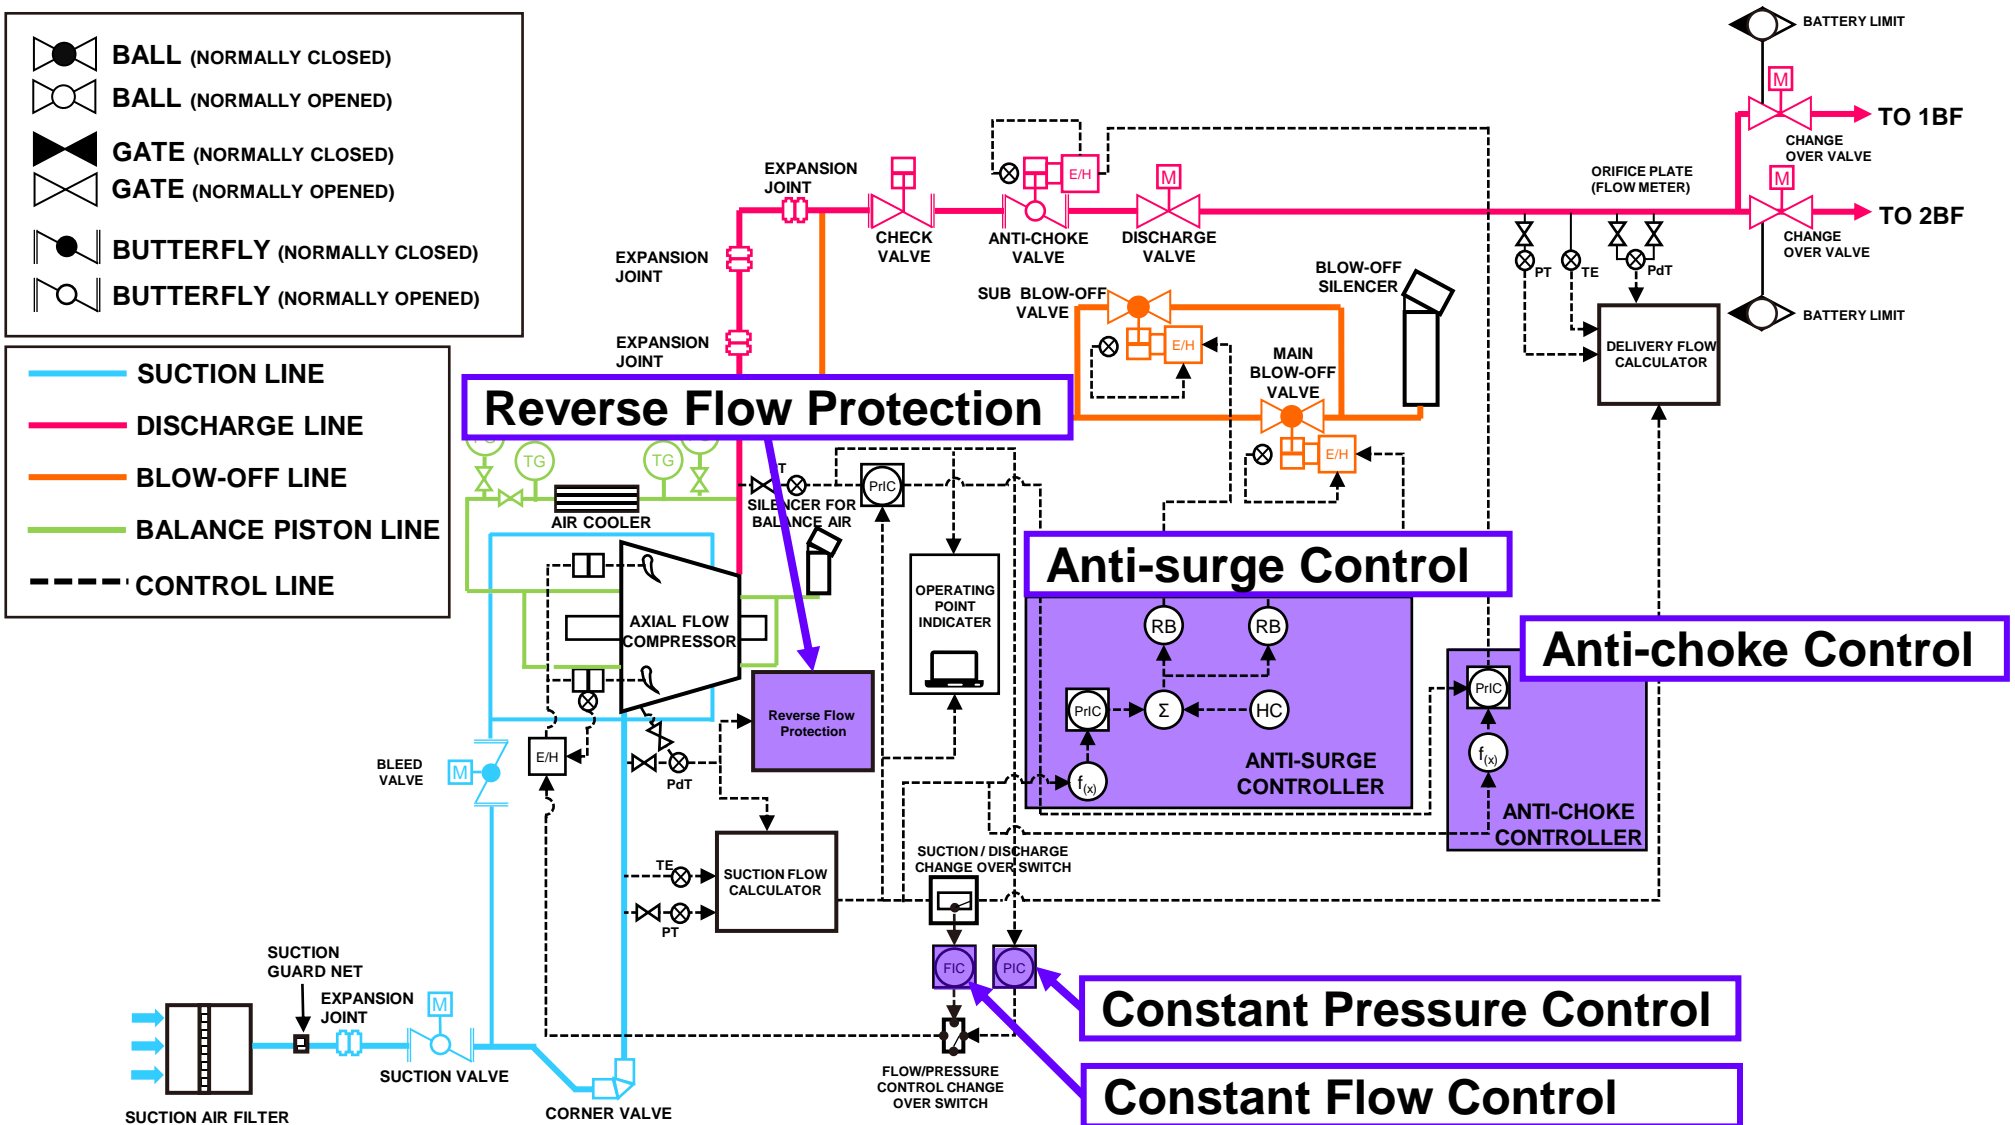 BALL (NORMALLY CLOSED)
BALL (NORMALLY OPENED)
GATE (NORMALLY CLOSED)
GATE (NORMALLY OPENED)
BUTTERFLY (NORMALLY CLOSED)
BUTTERFLY (NORMALLY OPENED)
SUCTION LINE
DISCHARGE LINE
BLOW-OFF LINE
BALANCE PISTON LINE
CONTROL LINE
BATTERY LIMIT
M
TO 1BF
CHANGE
OVER VALVE
ORIFICE PLATE
(FLOW METER)
M
TO 2BF
CHANGE
OVER VALVE
BATTERY LIMIT
EXPANSION
JOINT
E/H
M
CHECK
VALVE
ANTI-CHOKE
VALVE
DISCHARGE
VALVE
PT
TE
PdT
DELIVERY FLOW
CALCULATOR
EXPANSION
JOINT
EXPANSION
JOINT
SUB BLOW-OFF
VALVE
BLOW-OFF
SILENCER
E/H
MAIN
BLOW-OFF
VALVE
E/H
Reverse Flow Protection
TG
TG
T
PrIC
AIR COOLER
SILENCER FOR
BALANCE AIR
Anti-surge Control
OPERATING
POINT
INDICATER
AXIAL FLOW
COMPRESSOR
RB
RB
PrIC
Σ
HC
f(x)
ANTI-SURGE
CONTROLLER
Anti-choke Control
PrIC
f(x)
ANTI-CHOKE
CONTROLLER
Reverse Flow
Protection
E/H
BLEED
VALVE
M
PdT
TE
PT
SUCTION FLOW
CALCULATOR
SUCTION / DISCHARGE
CHANGE OVER SWITCH
FIC
PIC
FLOW/PRESSURE
CONTROL CHANGE
OVER SWITCH
Constant Pressure Control
Constant Flow Control
SUCTION
GUARD NET
EXPANSION
JOINT
M
SUCTION VALVE
CORNER VALVE
SUCTION AIR FILTER